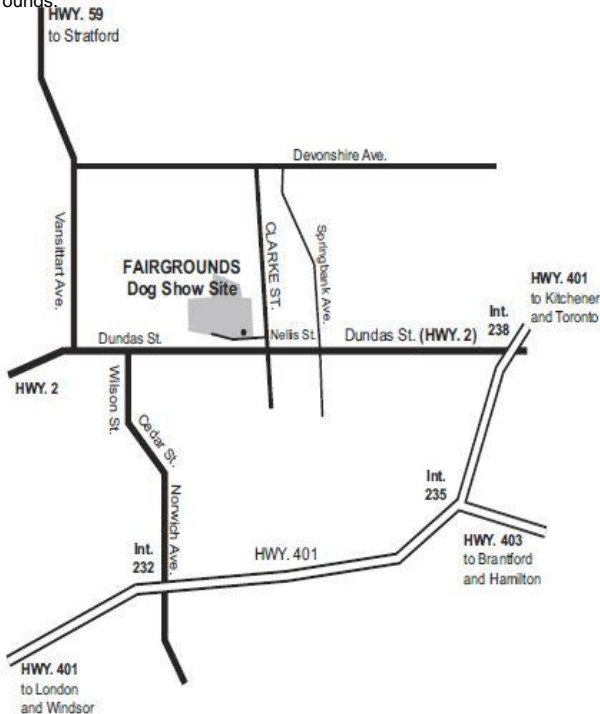 ounds.
HWY. 59
to Stratford
Devonshire Ave.
Vansittart Ave.
CLARKE ST.
Springbank Ave.
FAIRGROUNDS
Dog Show Site
HWY. 401
to Kitchener
and Toronto
Int.
238
Dundas St.
Nellis St.
Dundas St. (HWY. 2)
HWY. 2
Wilson St.
Cedar St.
Norwich Ave.
Int.
235
HWY. 403
to Brantford
and Hamilton
Int.
232
HWY. 401
HWY. 401
to London
and Windsor